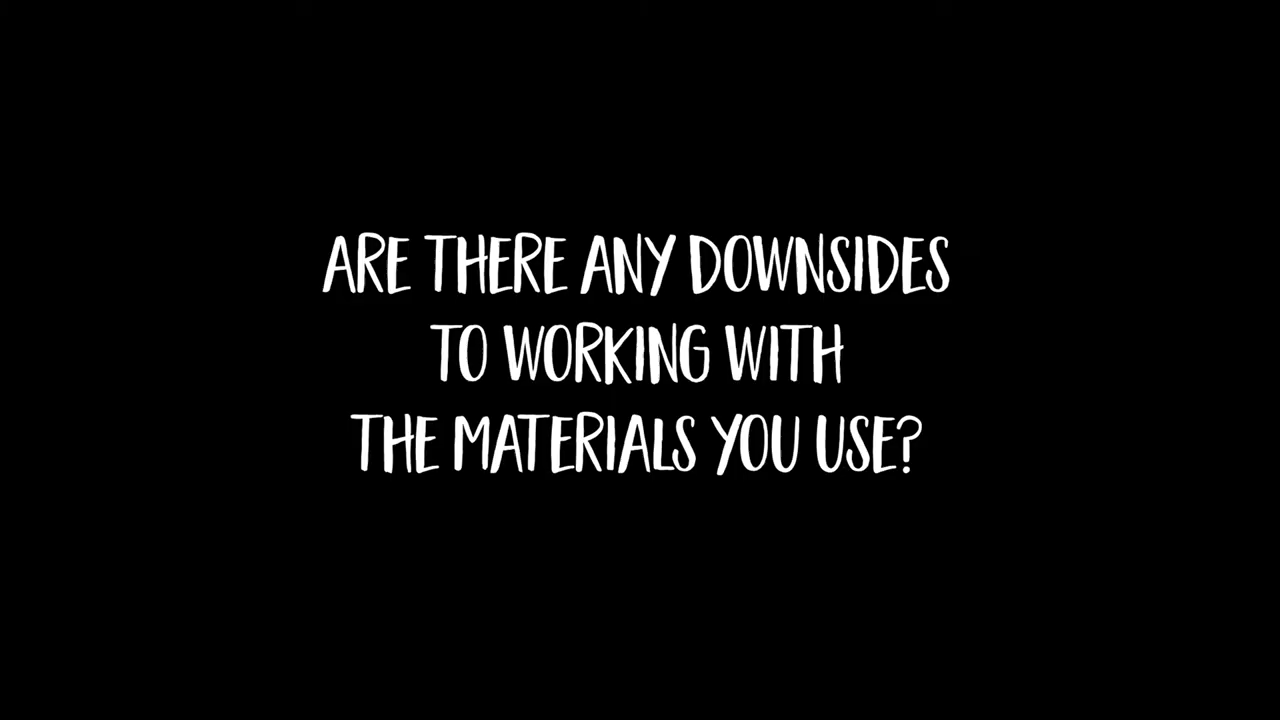 ARE THERE ANY DOWNSIDES
TO WORKING WITH
THE MATERIALS YOU USE?